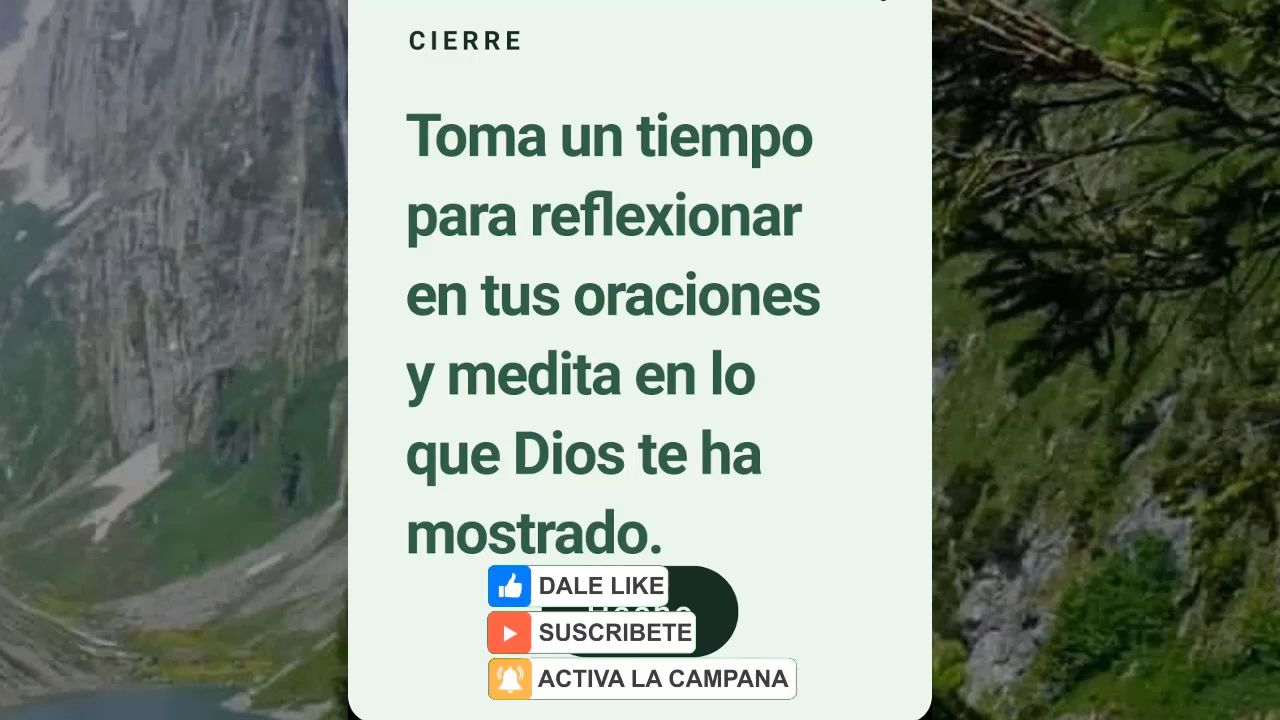 CIERRE
Toma un tiempo
para reflexionar
en tus oraciones
y medita en lo
que Dios te ha
mostrado.
DALE LIKE
SUSCRIBETE
ACTIVA LA CAMPANA